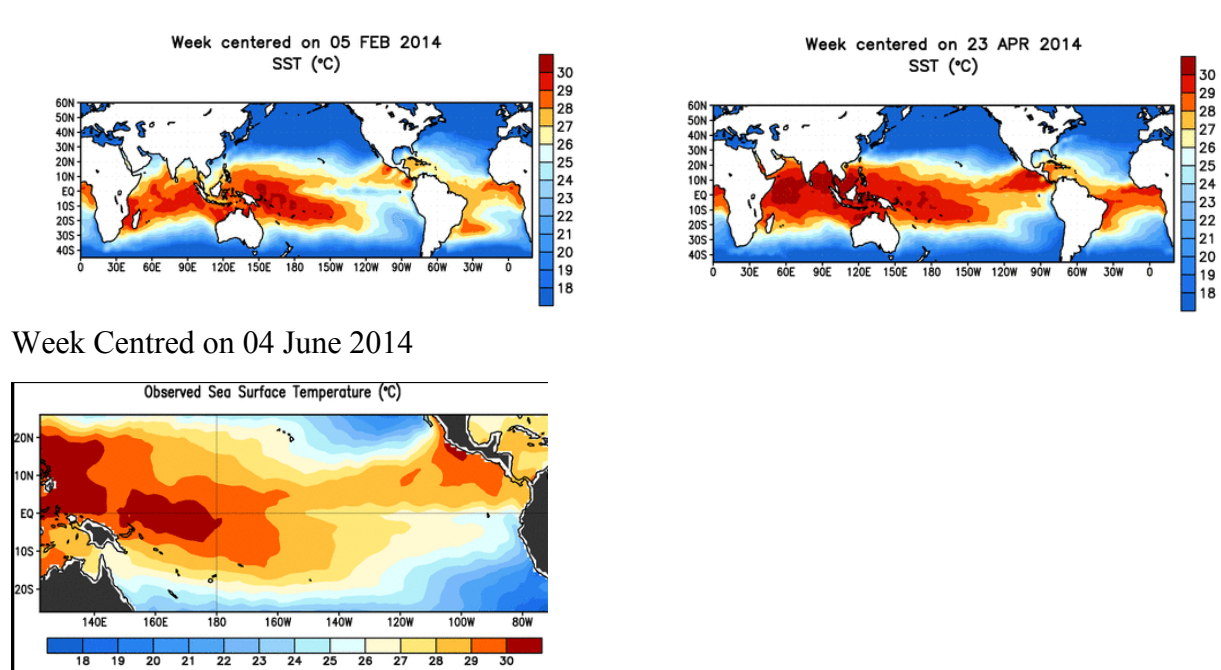 Week centered on 05 FEB 2014
SST (°C)
60N
50N
40N
30N
20N
10N
EQ
10S
20S
30S
40S
0 30E 60E 90E 120E 150E 180 150W 120W 90W 60W 30W 0
30
29
28
27
26
25
24
23
22
21
20
19
18
Week centered on 23 APR 2014
SST (°C)
60N
50N
40N
30N
20N
10N
EQ
10S
20S
30S
40S
0 30E 60E 90E 120E 150E 180 150W 120W 90W 60W 30W 0
30
29
28
27
26
25
24
23
22
21
20
19
18
Week Centred on 04 June 2014
Observed Sea Surface Temperature (°C)
20N
10N
EQ
10S
20S
140E 160E 180 160W 140W 120W 100W 80W
18 19 20 21 22 23 24 25 26 27 28 29 30